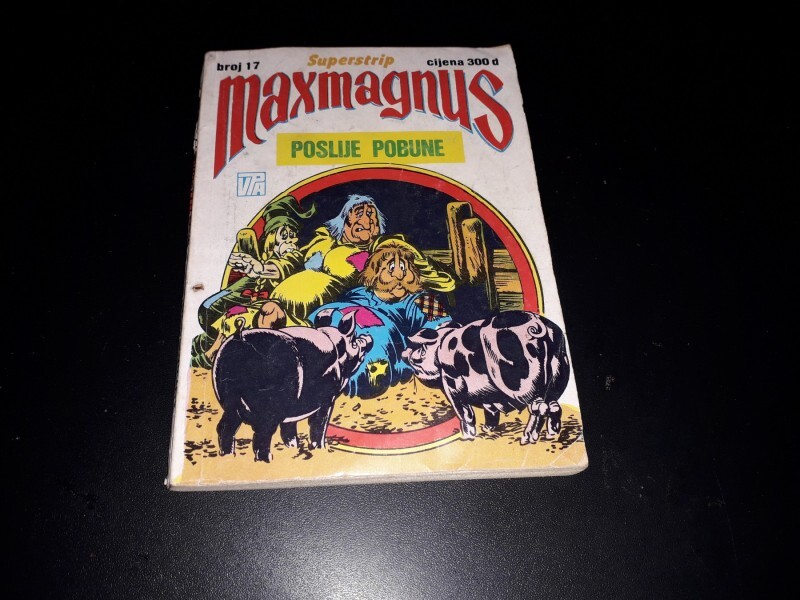 broj 17 Superstrip cijena 300 d
maxmagnus
POSLIJE POBUNE
VPA